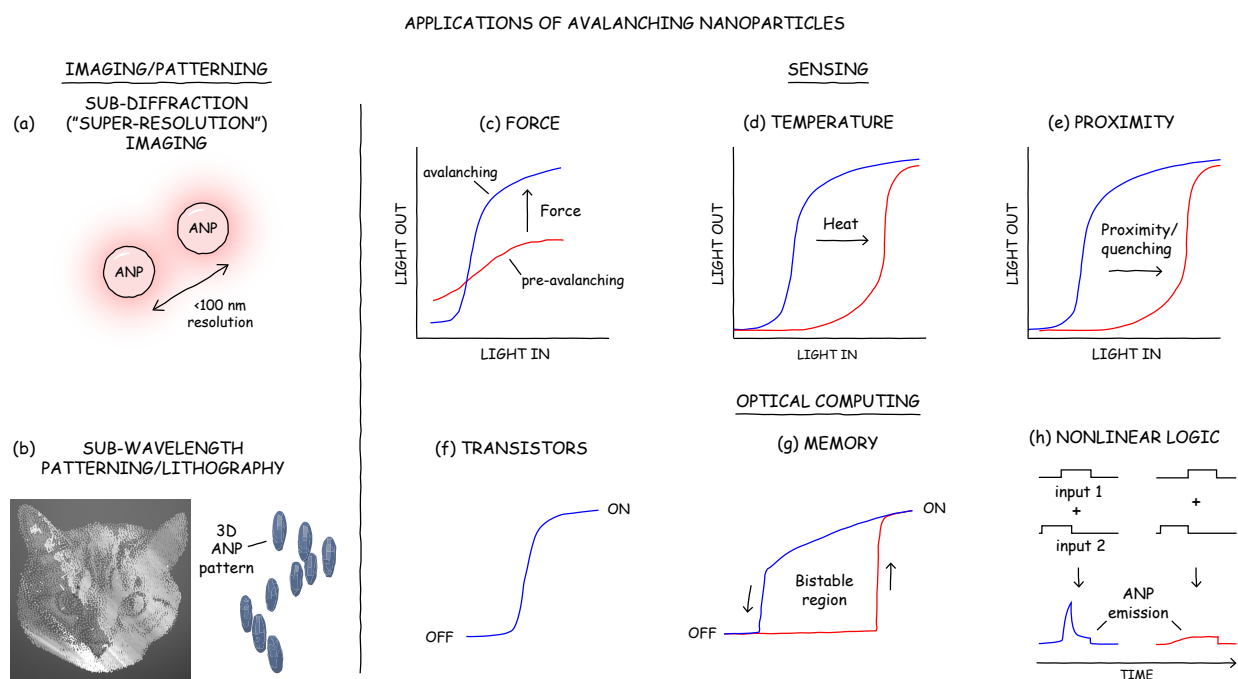 APPLICATIONS OF AVALANCHING NANOPARTICLES
IMAGING/PATTERNING
(a)
SUB-DIFFRACTION
("SUPER-RESOLUTION")
IMAGING
ANP
ANP
<100 nm
resolution
(b)
SUB-WAVELENGTH
PATTERNING/LITHOGRAPHY
3D
ANP
pattern
SENSING
(c) FORCE
LIGHT OUT
avalanching
Force
pre-avalanching
LIGHT IN
(d) TEMPERATURE
LIGHT OUT
Heat
LIGHT IN
(e) PROXIMITY
LIGHT OUT
Proximity/
quenching
LIGHT IN
OPTICAL COMPUTING
(f) TRANSISTORS
ON
OFF
(g) MEMORY
ON
Bistable
region
OFF
(h) NONLINEAR LOGIC
input 1
+
input 2
+
ANP
emission
TIME